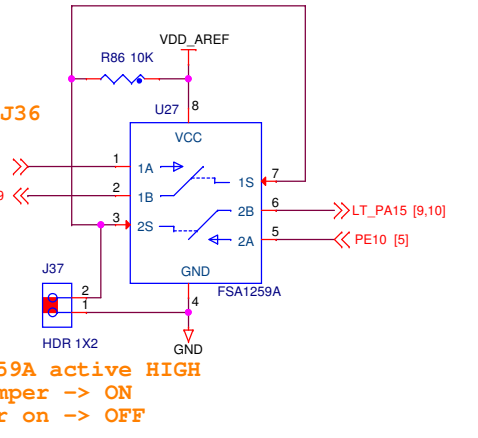 VDD_AREF
R86 10K
J36
U27
8
VCC
1
1A
7
1S
9
2
1B
6
2B
LT_PA15 [9,10]
3
2S
5
2A
PE10 [5]
J37
GND
2
4
FSA1259A
1
HDR 1X2
GND
59A active HIGH
mper -> ON
r on -> OFF